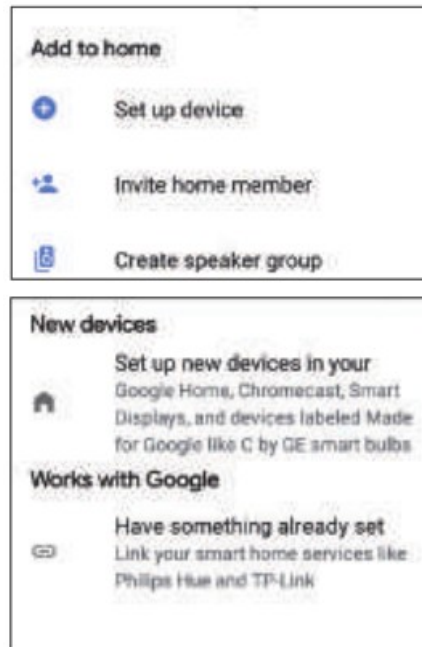 Add to home
Set up device
Invite home member
Create speaker group
New devices
Set up new devices in your
Google Home, Chromecast, Smart
Displays, and devices labeled Made
for Google like C by GE smart bulbs
Works with Google
Have something already set
Link your smart home services like
Philips Hue and TP-Link